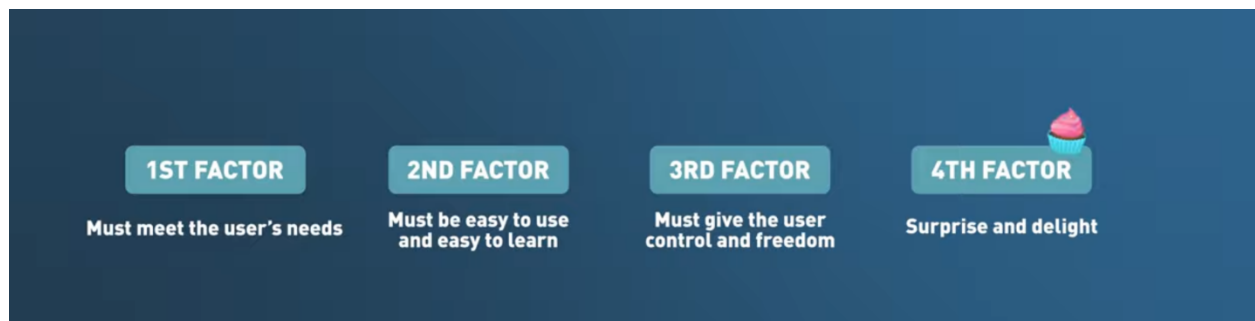 1ST FACTOR
Must meet the user's needs
2ND FACTOR
Must be easy to use
and easy to learn
3RD FACTOR
Must give the user
control and freedom
4TH FACTOR
Surprise and delight